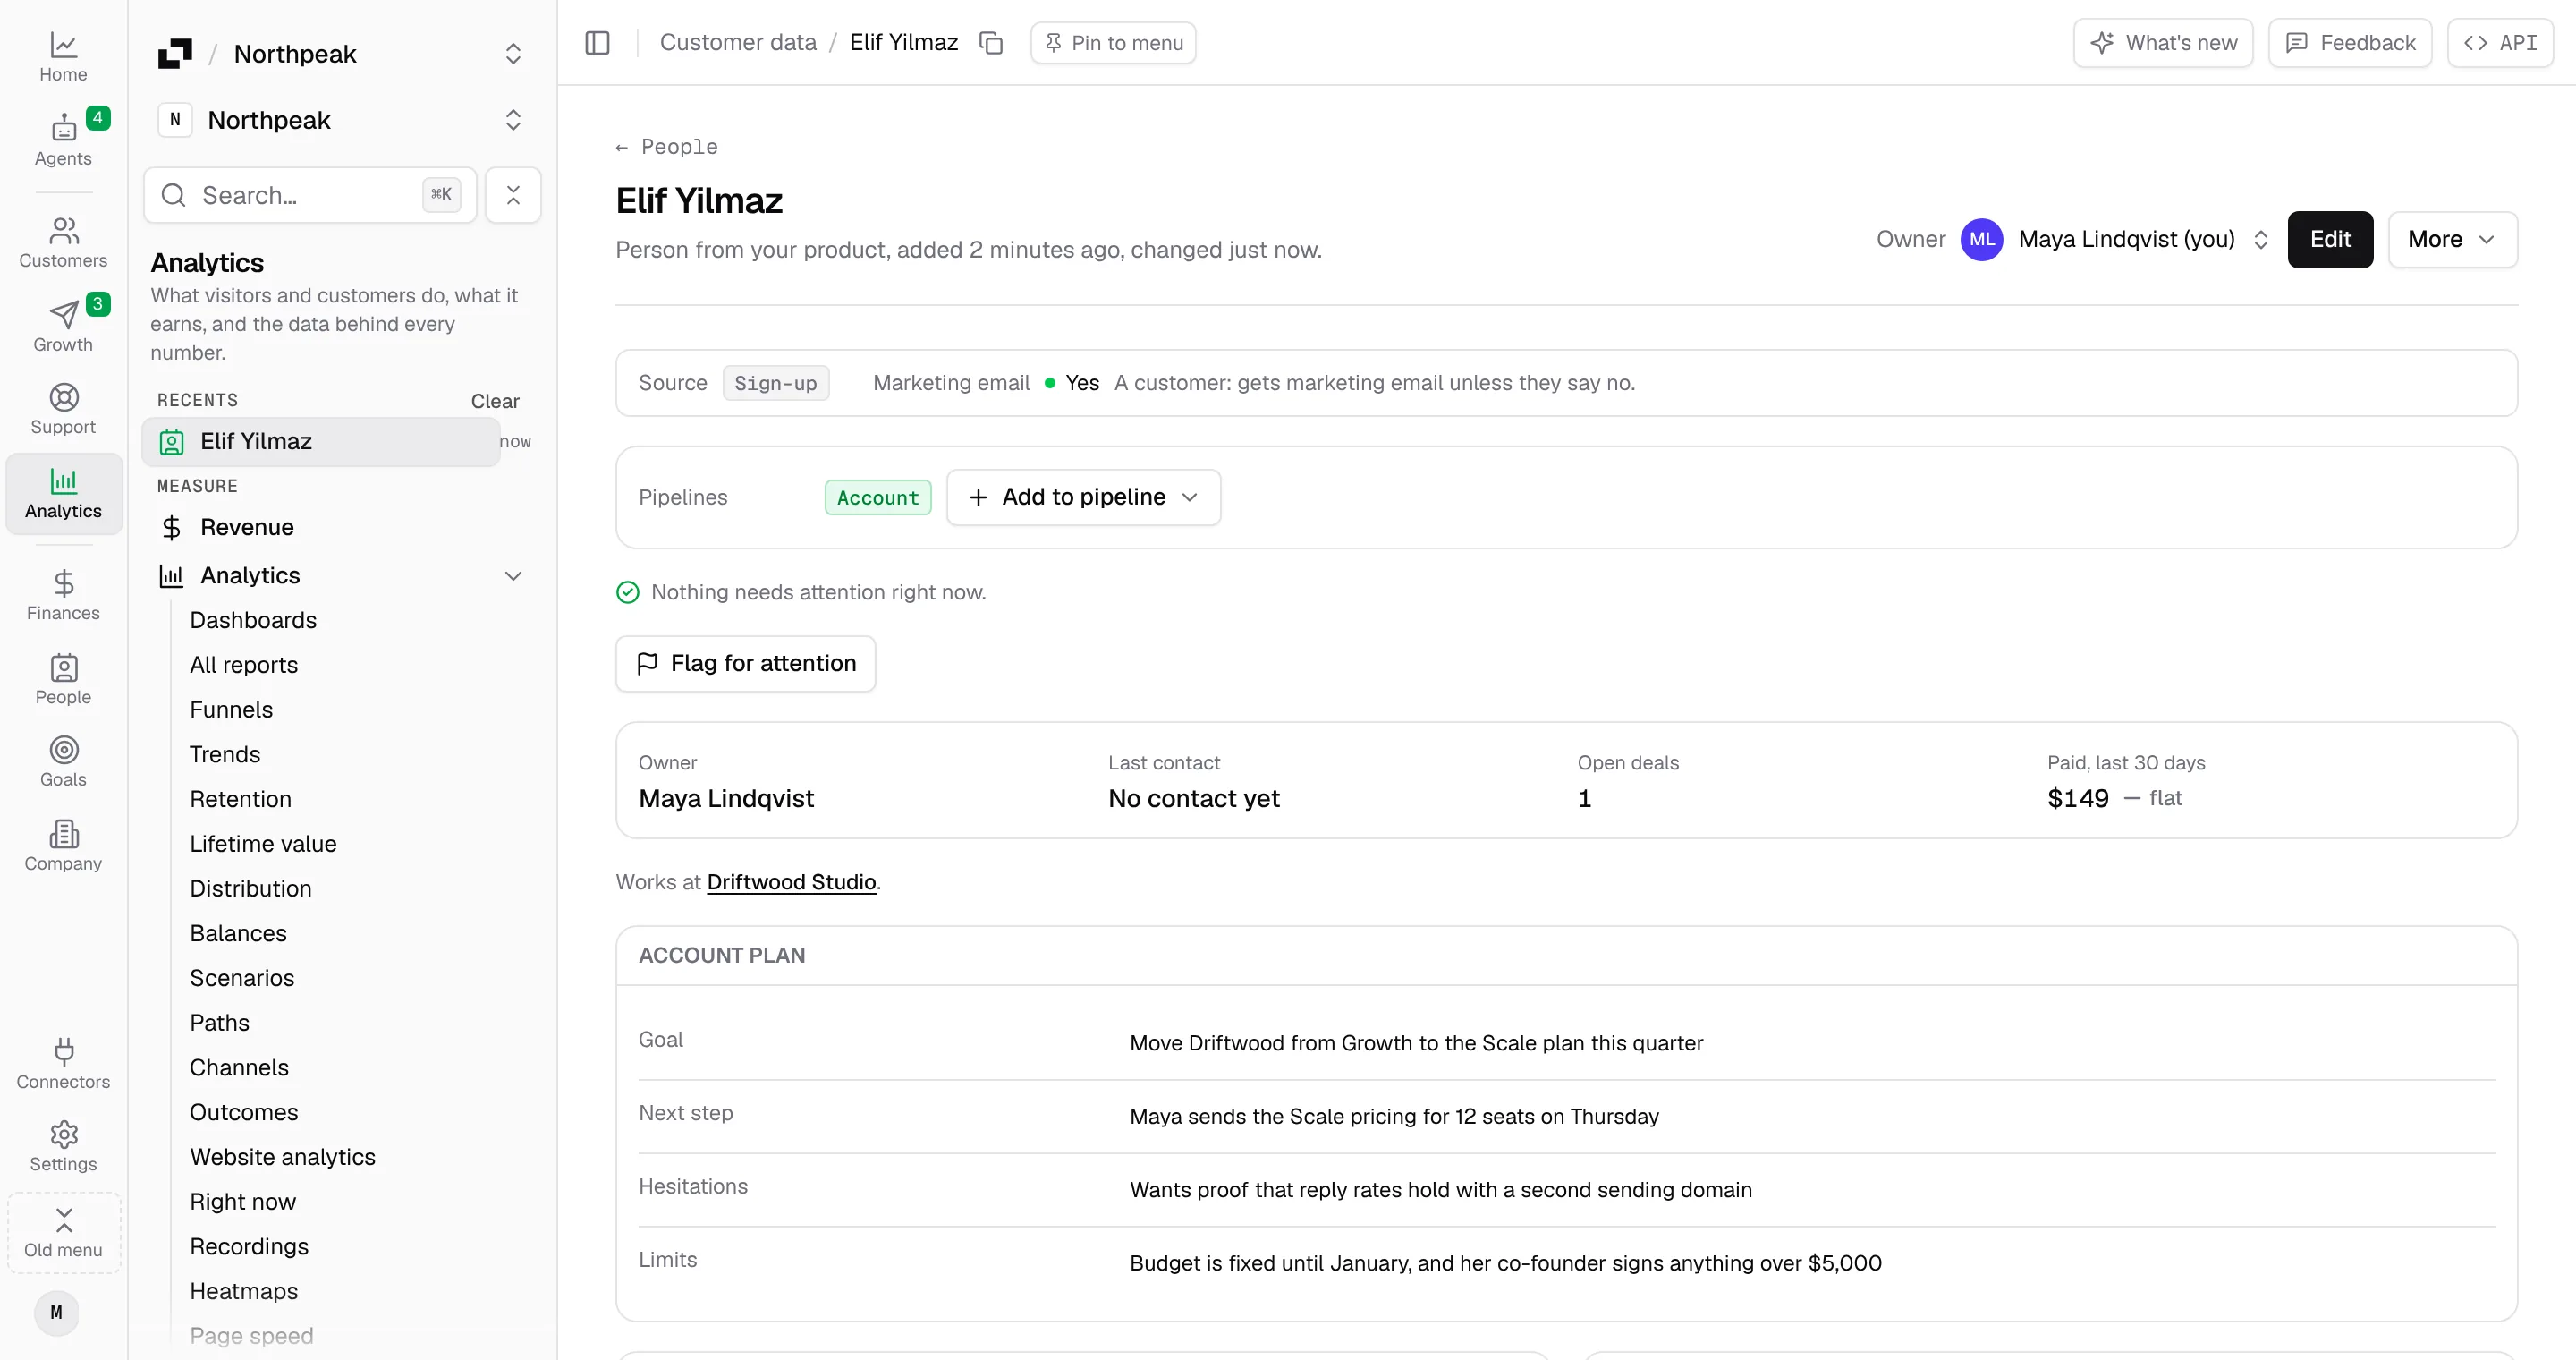 Home
4
Agents
Customers
3
Growth
Support
Analytics
Finances
People
Goals
Company
Connectors
Settings
Old menu
M
/ Northpeak
N Northpeak
Search... ⌘K
Analytics
What visitors and customers do, what it
earns, and the data behind every
number.
RECENTS Clear
Elif Yilmaz now
MEASURE
Revenue
Analytics
Dashboards
All reports
Funnels
Trends
Retention
Lifetime value
Distribution
Balances
Scenarios
Paths
Channels
Outcomes
Website analytics
Right now
Recordings
Heatmaps
Page speed
Customer data / Elif Yilmaz Pin to menu What's new Feedback API
← People
Elif Yilmaz
Person from your product, added 2 minutes ago, changed just now.
Owner ML Maya Lindqvist (you) Edit More
Source Sign-up Marketing email Yes A customer: gets marketing email unless they say no.
Pipelines Account + Add to pipeline
Nothing needs attention right now.
Flag for attention
Owner Last contact Open deals Paid, last 30 days
Maya Lindqvist No contact yet 1 $149 — flat
Works at Driftwood Studio.
ACCOUNT PLAN
Goal Move Driftwood from Growth to the Scale plan this quarter
Next step Maya sends the Scale pricing for 12 seats on Thursday
Hesitations Wants proof that reply rates hold with a second sending domain
Limits Budget is fixed until January, and her co-founder signs anything over $5,000